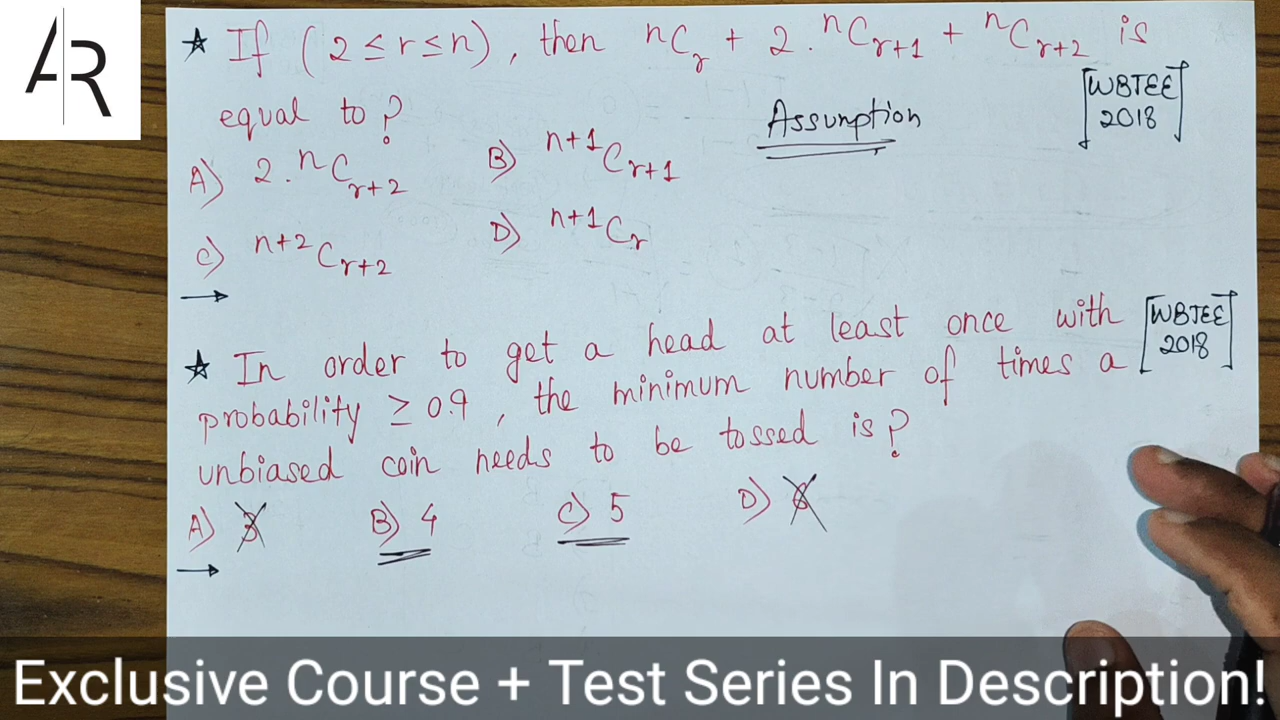 AR
★ If (2 ≤ r ≤ n), then ⁿCᵣ + 2.ⁿCᵣ₊₁ + ⁿCᵣ₊₂ is
[WBJEE
2018]
equal to?
Assumption
A) 2.ⁿCᵣ₊₂ B) ⁿ⁺¹Cᵣ₊₁
C) ⁿ⁺²Cᵣ₊₂ D) ⁿ⁺¹Cᵣ
→
★ In order to get a head at least once with
[WBJEE
2018]
probability ≥ 0.9, the minimum number of times a
unbiased coin needs to be tossed is?
A) 3 B) 4 C) 5 D) 6
→
Exclusive Course + Test Series In Description!